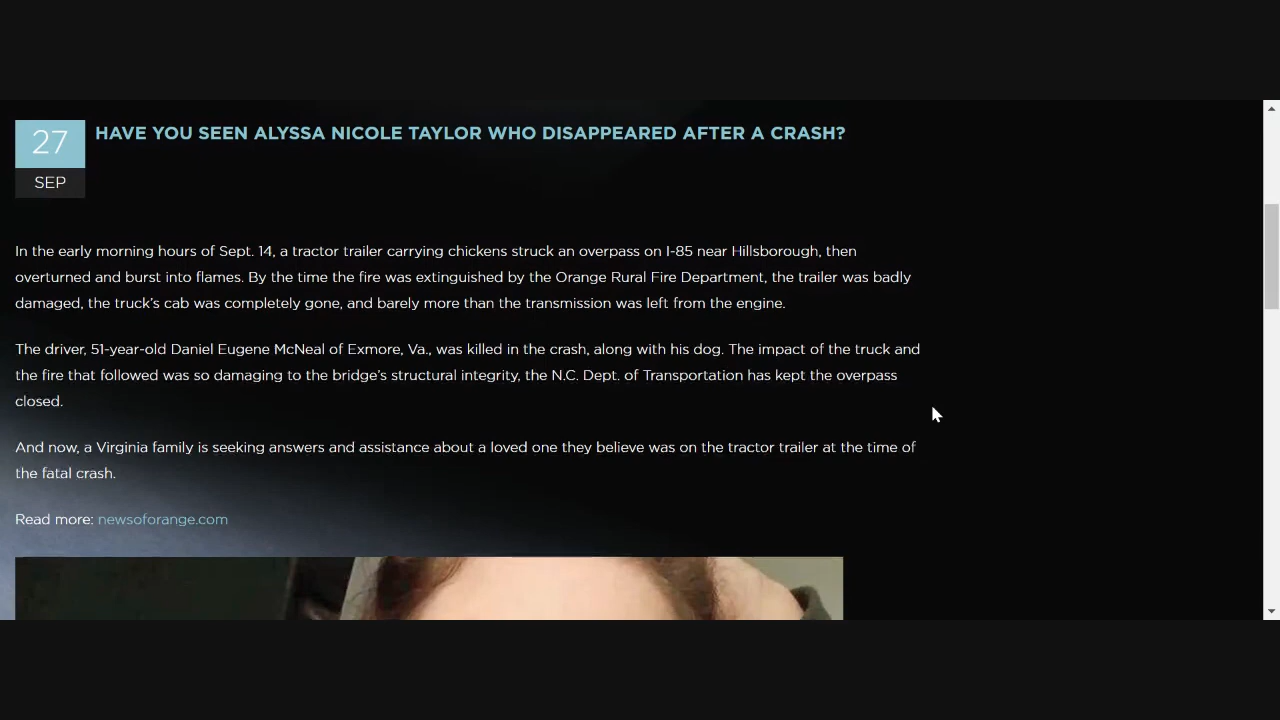 27
SEP
HAVE YOU SEEN ALYSSA NICOLE TAYLOR WHO DISAPPEARED AFTER A CRASH?
In the early morning hours of Sept. 14, a tractor trailer carrying chickens struck an overpass on I-85 near Hillsborough, then
overturned and burst into flames. By the time the fire was extinguished by the Orange Rural Fire Department, the trailer was badly
damaged, the truck's cab was completely gone, and barely more than the transmission was left from the engine.
The driver, 51-year-old Daniel Eugene McNeal of Exmore, Va., was killed in the crash, along with his dog. The impact of the truck and
the fire that followed was so damaging to the bridge's structural integrity, the N.C. Dept. of Transportation has kept the overpass
closed.
And now, a Virginia family is seeking answers and assistance about a loved one they believe was on the tractor trailer at the time of
the fatal crash.
Read more: newsoforange.com